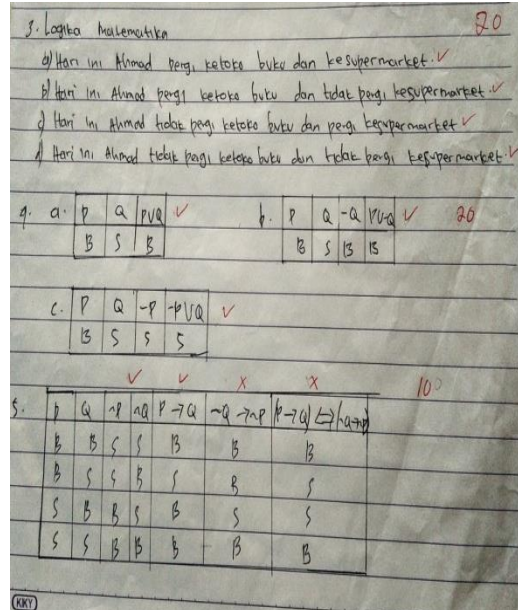 3. Logika Matematika 20
a) Hari ini Ahmad pergi ketoko buku dan kesupermarket. ✓
b) Hari ini Ahmad pergi ketoko buku dan tidak pergi kesupermarket. ✓
c) Hari ini Ahmad tidak pergi ketoko buku dan pergi kesupermarket ✓
d) Hari ini Ahmad tidak pergi ketoko buku dan tidak pergi kesupermarket. ✓
4. a. P Q PVQ ✓
B S B
b. P Q -Q PV-Q ✓ 20
B S B B
c. P Q -P -PVQ ✓
B S S S
✓ ✓ x x 10
5. P Q ~P ~Q P → Q ~Q → ~P (P → Q) ⇔ (~Q → ~P)
B B S S B B B
B S S B S B S
S B B S B S S
S S B B B B B
KKY